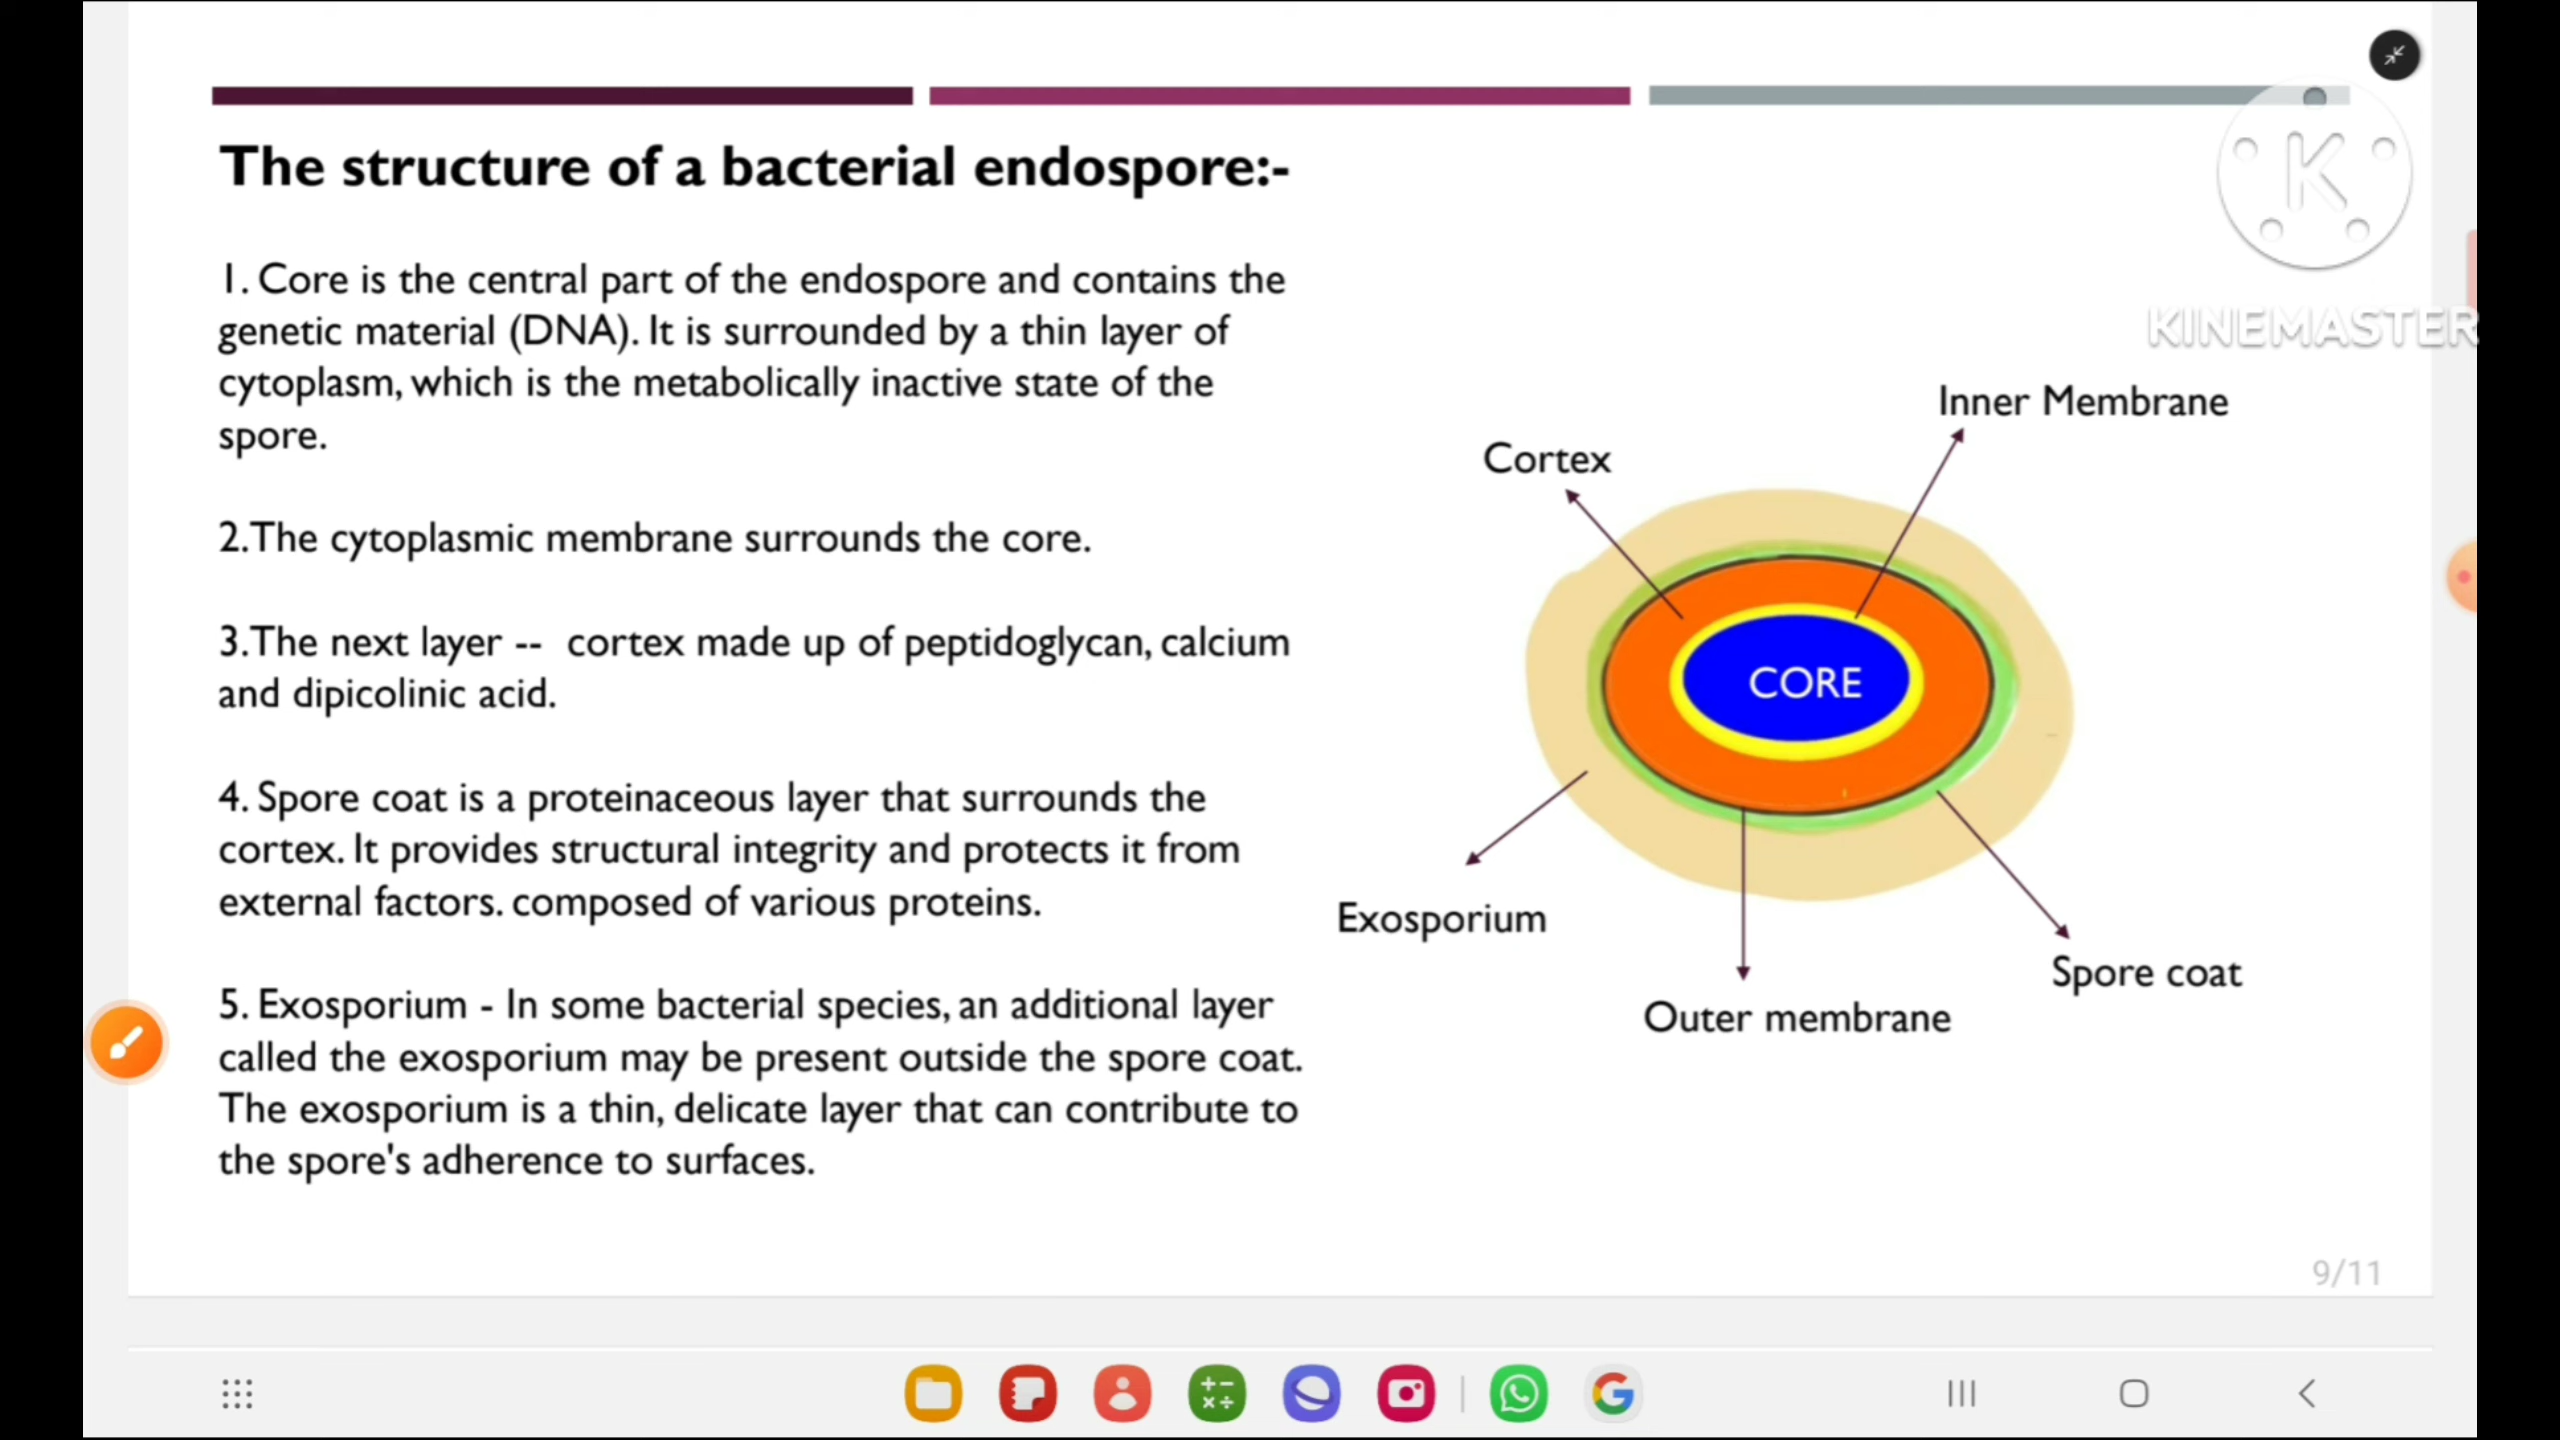 The structure of a bacterial endospore:-
1. Core is the central part of the endospore and contains the
genetic material (DNA). It is surrounded by a thin layer of
cytoplasm, which is the metabolically inactive state of the
spore.
2.The cytoplasmic membrane surrounds the core.
3.The next layer -- cortex made up of peptidoglycan, calcium
and dipicolinic acid.
4. Spore coat is a proteinaceous layer that surrounds the
cortex. It provides structural integrity and protects it from
external factors. composed of various proteins.
5. Exosporium - In some bacterial species, an additional layer
called the exosporium may be present outside the spore coat.
The exosporium is a thin, delicate layer that can contribute to
the spore's adherence to surfaces.
K
KINEMASTER
Inner Membrane
Cortex
CORE
Exosporium
Spore coat
Outer membrane
9/11